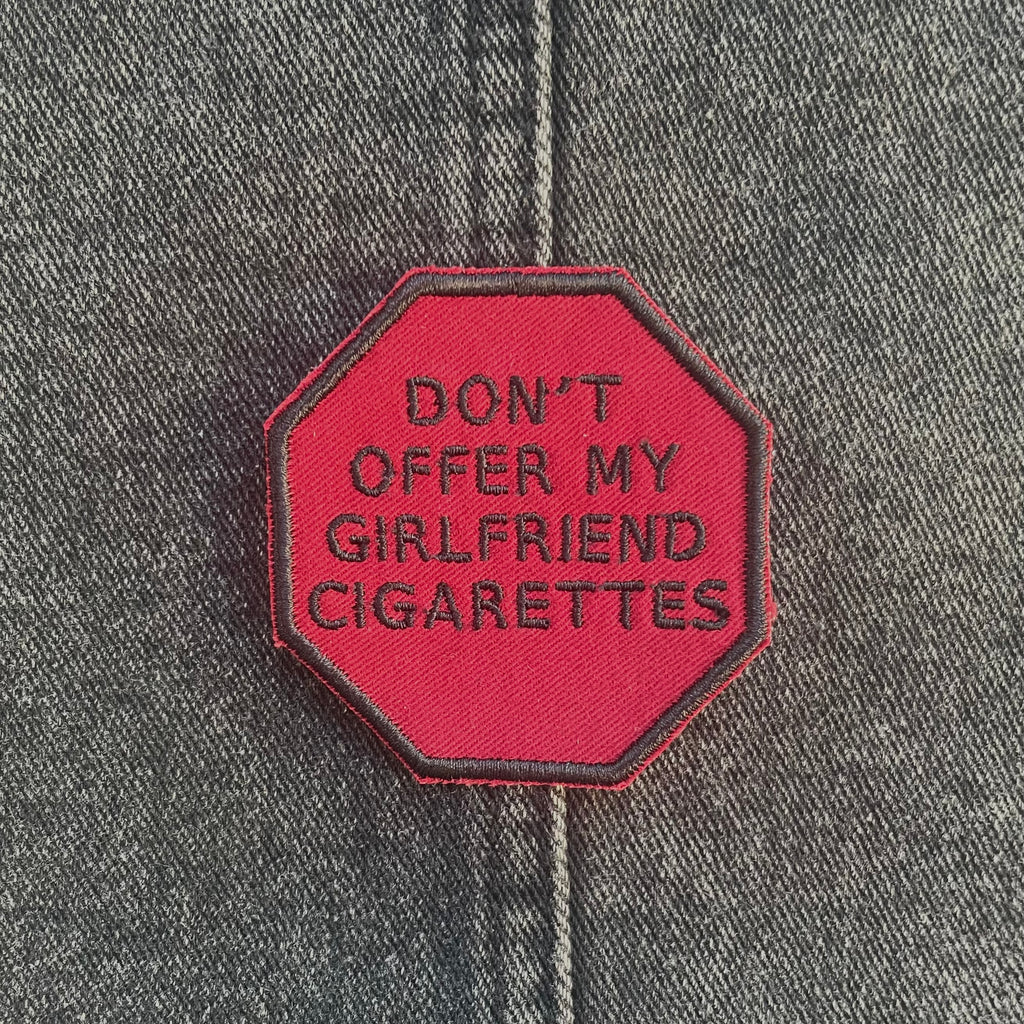 DON'T
OFFER MY
GIRLFRIEND
CIGARETTES